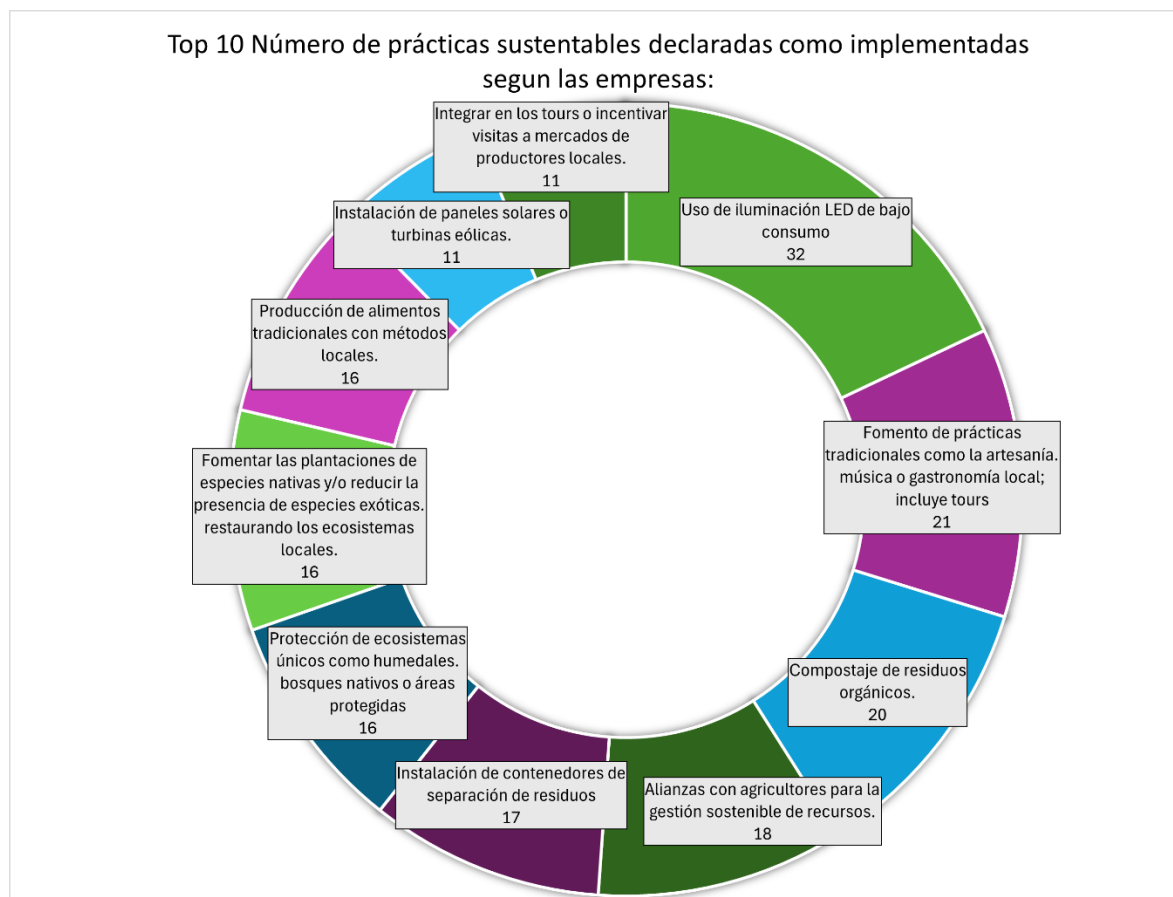 Top 10 Número de prácticas sustentables declaradas como implementadas
segun las empresas:
Integrar en los tours o incentivar
visitas a mercados de
productores locales.
11
Uso de iluminación LED de bajo
consumo
32
Instalación de paneles solares o
turbinas eólicas.
11
Producción de alimentos
tradicionales con métodos
locales.
16
Fomento de prácticas
tradicionales como la artesanía.
música o gastronomía local;
incluye tours
21
Fomentar las plantaciones de
especies nativas y/o reducir la
presencia de especies exóticas.
restaurando los ecosistemas
locales.
16
Protección de ecosistemas
únicos como humedales.
bosques nativos o áreas
protegidas
16
Compostaje de residuos
orgánicos.
20
Instalación de contenedores de
separación de residuos
17
Alianzas con agricultores para la
gestión sostenible de recursos.
18